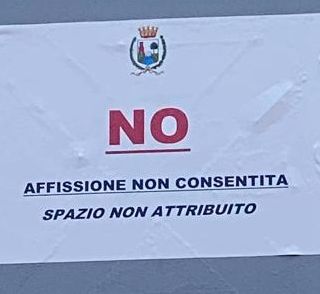 NO
AFFISSIONE NON CONSENTITA
SPAZIO NON ATTRIBUITO